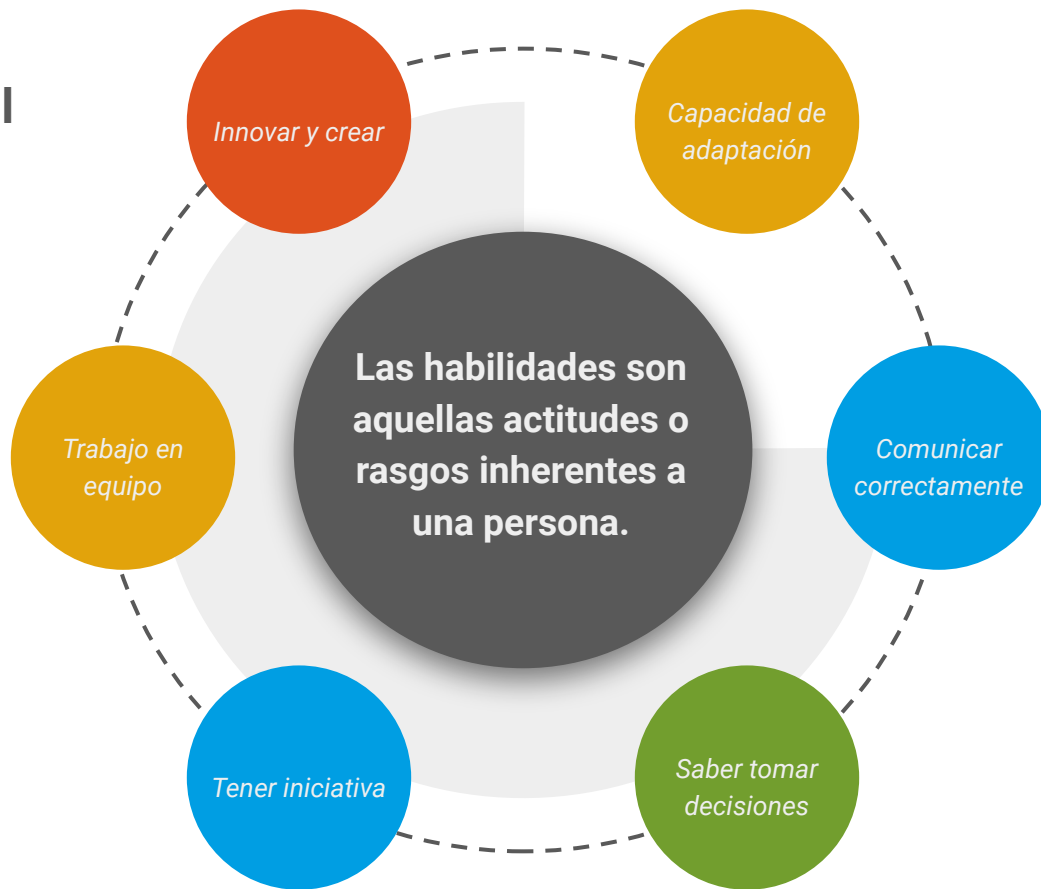 l
Innovar y crear
Capacidad de
adaptación
Las habilidades son
aquellas actitudes o
rasgos inherentes a
una persona.
Trabajo en
equipo
Comunicar
correctamente
Tener iniciativa
Saber tomar
decisiones